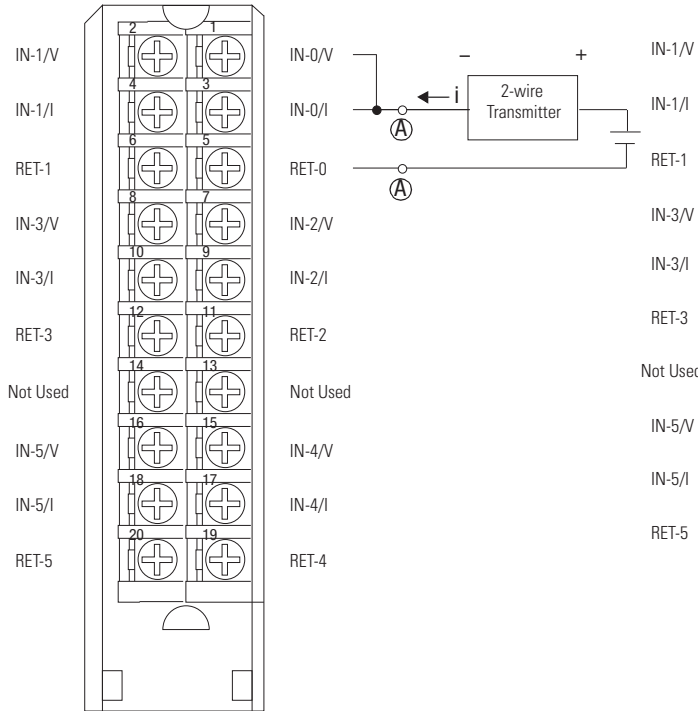 2 1
IN-1/V IN-0/V − + IN-1/V
4 3
IN-1/I IN-0/I i 2-wire Transmitter IN-1/I
A
6 5
RET-1 RET-0 RET-1
A
8 7
IN-3/V IN-2/V IN-3/V
10 9
IN-3/I IN-2/I IN-3/I
12 11
RET-3 RET-2 RET-3
14 13
Not Used Not Used Not Used
16 15
IN-5/V IN-4/V IN-5/V
18 17
IN-5/I IN-4/I IN-5/I
20 19
RET-5 RET-4 RET-5